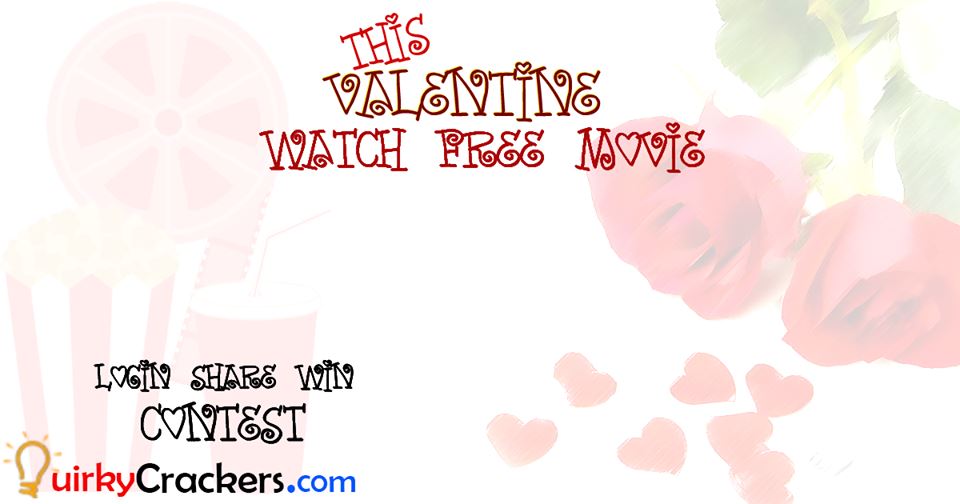 THIS
VALENTINE
WATCH FREE MOVIE
LOGIN SHARE WIN
CONTEST
QuirkyCrackers.com